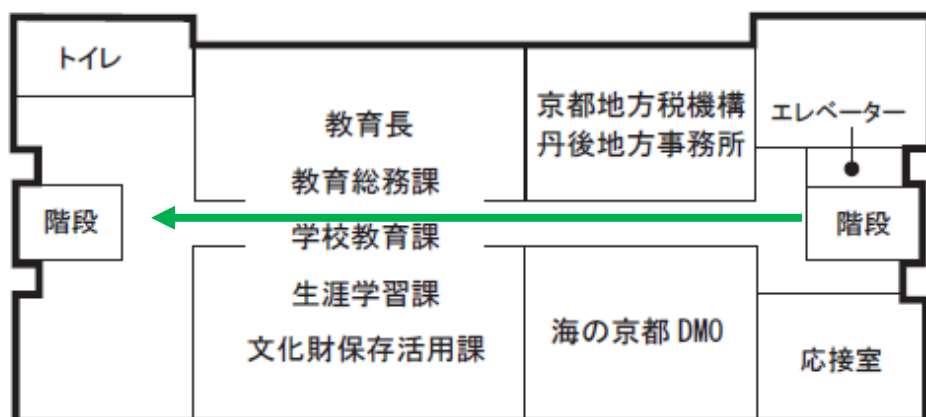 トイレ
教育長
教育総務課
学校教育課
生涯学習課
文化財保存活用課
京都地方税機構
丹後地方事務所
海の京都 DMO
エレベーター
階段
階段
応接室